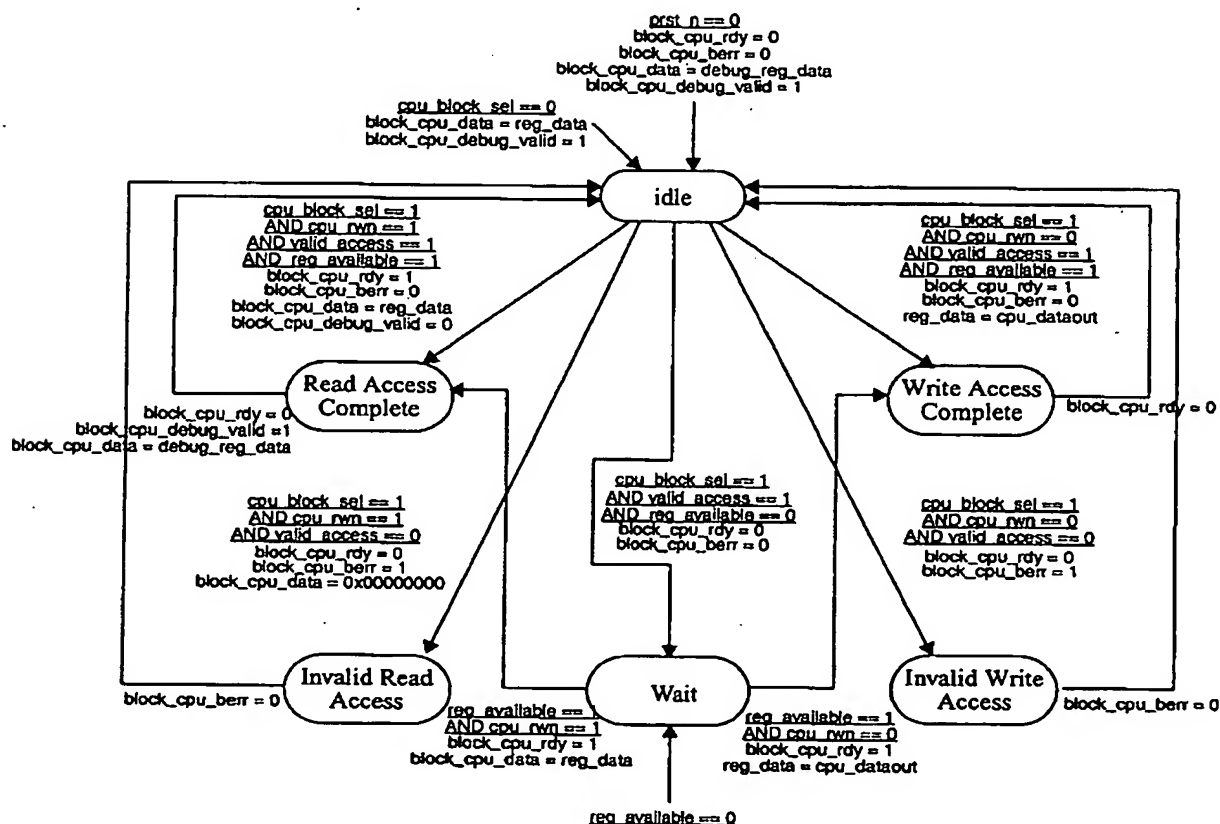 prst_n == 0
block_cpu_rdy = 0
block_cpu_berr = 0
block_cpu_data = debug_reg_data
block_cpu_debug_valid = 1
cpu_block_sel == 0
block_cpu_data = reg_data
block_cpu_debug_valid = 1
idle
cpu_block_sel == 1
AND cpu_rwn == 1
AND valid_access == 1
AND reg_available == 1
block_cpu_rdy = 1
block_cpu_berr = 0
block_cpu_data = reg_data
block_cpu_debug_valid = 0
cpu_block_sel == 1
AND cpu_rwn == 0
AND valid_access == 1
AND reg_available == 1
block_cpu_rdy = 1
block_cpu_berr = 0
reg_data = cpu_dataout
Read Access
Complete
Write Access
Complete
block_cpu_rdy = 0
block_cpu_debug_valid =1
block_cpu_data = debug_reg_data
block_cpu_rdy = 0
cpu_block_sel == 1
AND cpu_rwn == 1
AND valid_access == 0
block_cpu_rdy = 0
block_cpu_berr = 1
block_cpu_data = 0x00000000
cpu_block_sel == 1
AND valid_access == 1
AND reg_available == 0
block_cpu_rdy = 0
block_cpu_berr = 0
cpu_block_sel == 1
AND cpu_rwn == 0
AND valid_access == 0
block_cpu_rdy = 0
block_cpu_berr = 1
Invalid Read
Access
Wait
Invalid Write
Access
block_cpu_berr = 0
block_cpu_berr = 0
reg_available == 1
AND cpu_rwn == 1
block_cpu_rdy = 1
block_cpu_data = reg_data
reg_available == 1
AND cpu_rwn == 0
block_cpu_rdy = 1
reg_data = cpu_dataout
reg_available == 0